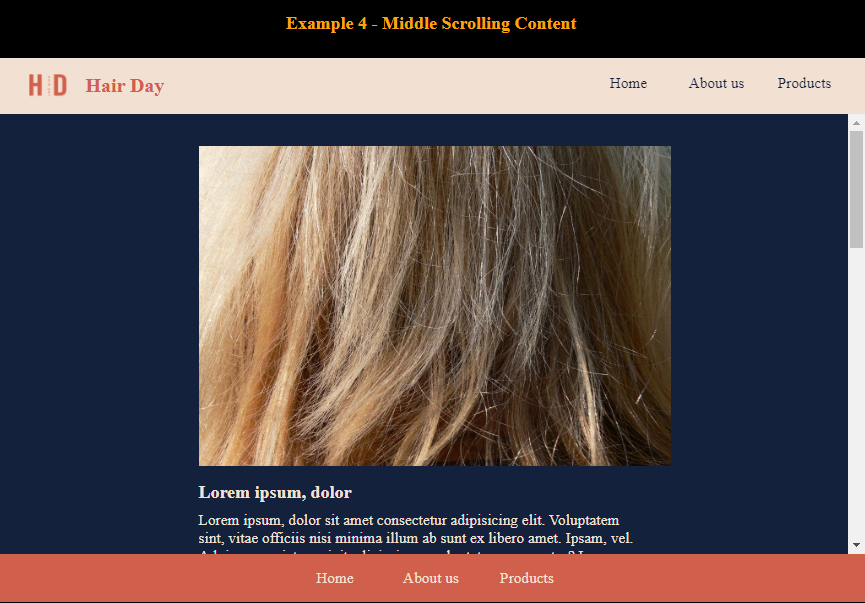 Example 4 - Middle Scrolling Content
HD Hair Day
Home About us Products
Lorem ipsum, dolor
Lorem ipsum, dolor sit amet consectetur adipisicing elit. Voluptatem
sint, vitae officiis nisi minima illum ab sunt ex libero amet. Ipsam, vel.
Home About us Products